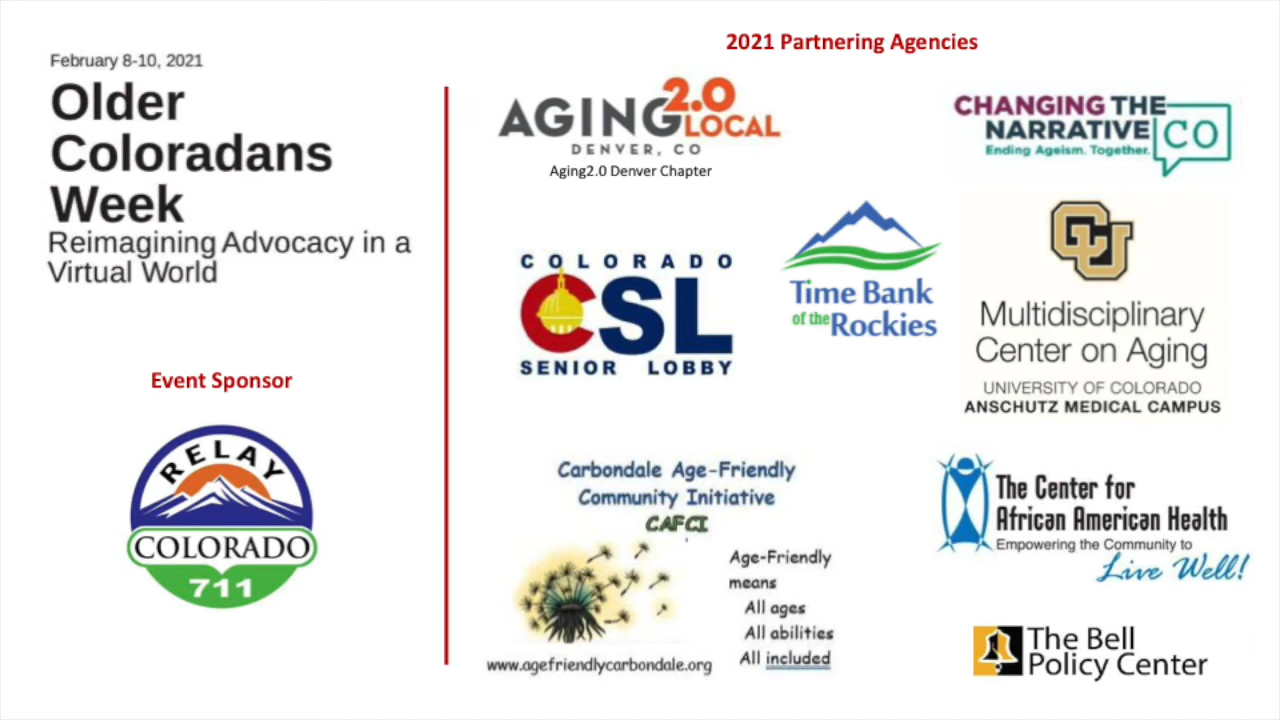 February 8-10, 2021
Older
Coloradans
Week
Reimagining Advocacy in a
Virtual World
Event Sponsor
RELAY
COLORADO
711
2021 Partnering Agencies
AGING2.0
LOCAL
DENVER, CO
Aging2.0 Denver Chapter
CHANGING THE
NARRATIVE CO
Ending Ageism. Together.
COLORADO
CSL
SENIOR LOBBY
Time Bank
of the Rockies
CU
Multidisciplinary
Center on Aging
UNIVERSITY OF COLORADO
ANSCHUTZ MEDICAL CAMPUS
Carbondale Age-Friendly
Community Initiative
CAFCI
Age-Friendly
means
All ages
All abilities
All included
www.agefriendlycarbondale.org
The Center for
African American Health
Empowering the Community to
Live Well!
The Bell
Policy Center